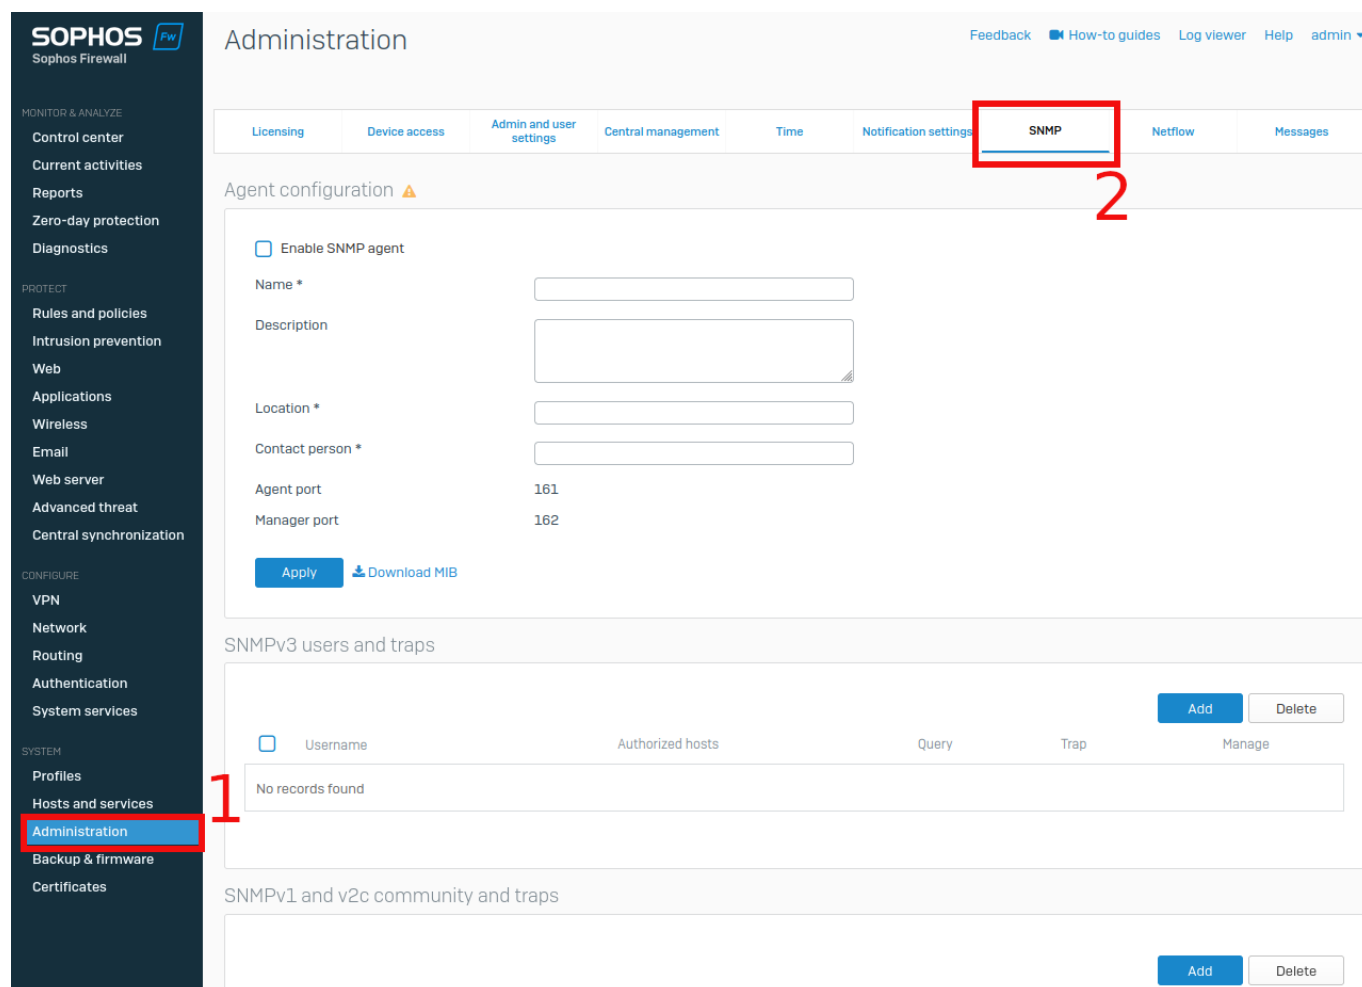 SOPHOS Fw
Sophos Firewall
MONITOR & ANALYZE
Control center
Current activities
Reports
Zero-day protection
Diagnostics
PROTECT
Rules and policies
Intrusion prevention
Web
Applications
Wireless
Email
Web server
Advanced threat
Central synchronization
CONFIGURE
VPN
Network
Routing
Authentication
System services
SYSTEM
Profiles
Hosts and services
Administration
1
Backup & firmware
Certificates
Administration
Feedback How-to guides Log viewer Help admin
Licensing Device access Admin and user settings Central management Time Notification settings SNMP Netflow Messages
2
Agent configuration
Enable SNMP agent
Name *
Description
Location *
Contact person *
Agent port 161
Manager port 162
Apply Download MIB
SNMPv3 users and traps
Add Delete
Username Authorized hosts Query Trap Manage
No records found
SNMPv1 and v2c community and traps
Add Delete